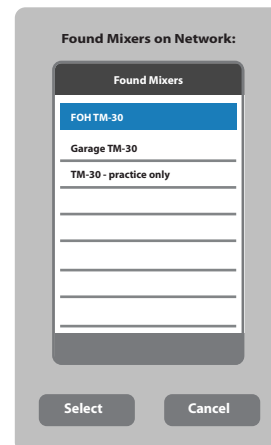 Found Mixers on Network:
Found Mixers
FOH TM-30
Garage TM-30
TM-30 - practice only
Select
Cancel